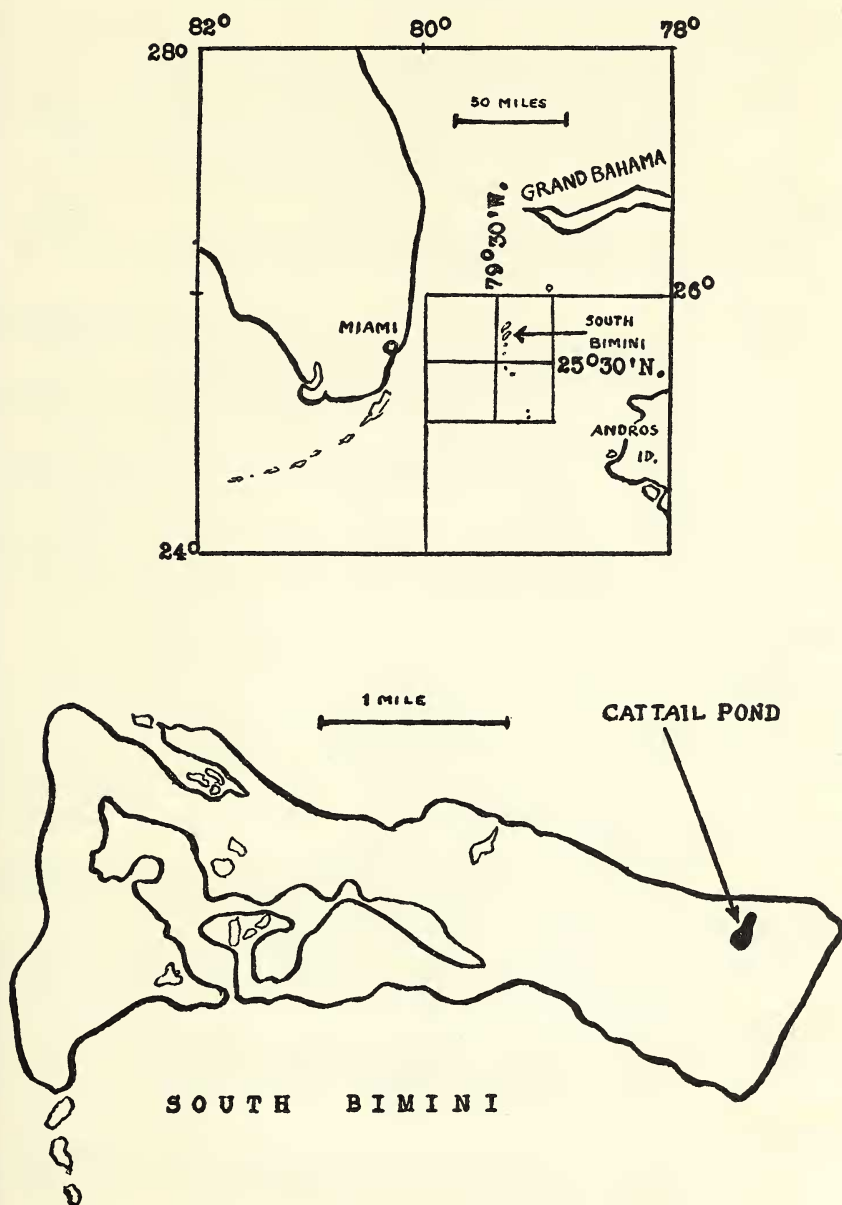 82° 80° 78°
28°
50 MILES
GRAND BAHAMA
79°30'W.
26°
MIAMI
SOUTH
BIMINI
25°30'N.
ANDROS
ID.
24°
1 MILE
CATTAIL POND
SOUTH BIMINI